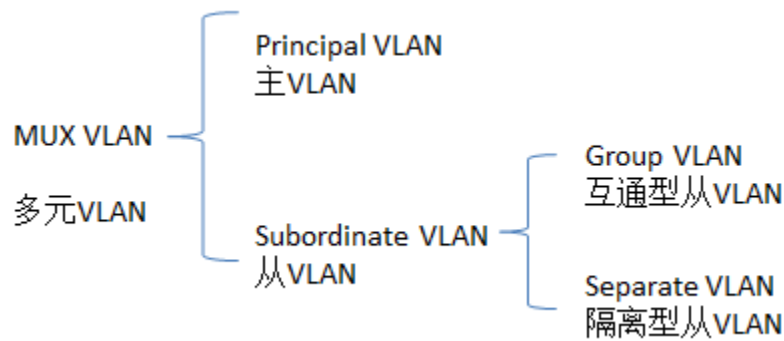 Principal VLAN
主VLAN
MUX VLAN
多元VLAN
Subordinate VLAN
从VLAN
Group VLAN
互通型从VLAN
Separate VLAN
隔离型从VLAN